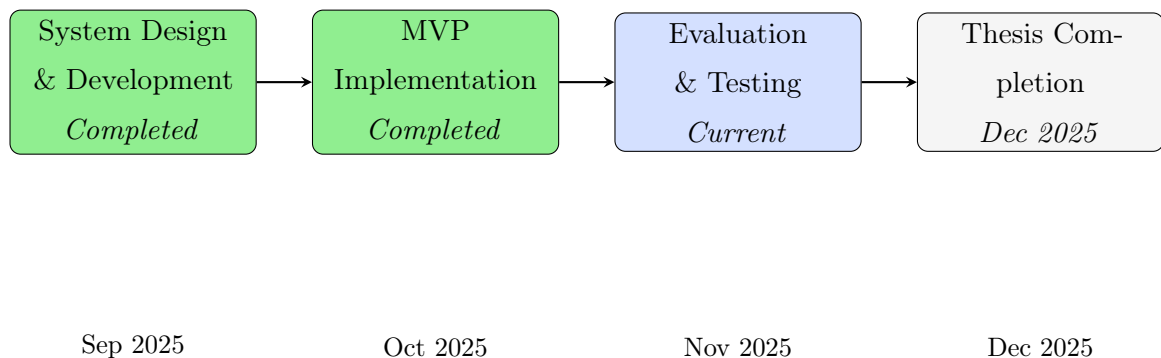 System Design
& Development
Completed
MVP
Implementation
Completed
Evaluation
& Testing
Current
Thesis Com-
pletion
Dec 2025
Sep 2025
Oct 2025
Nov 2025
Dec 2025